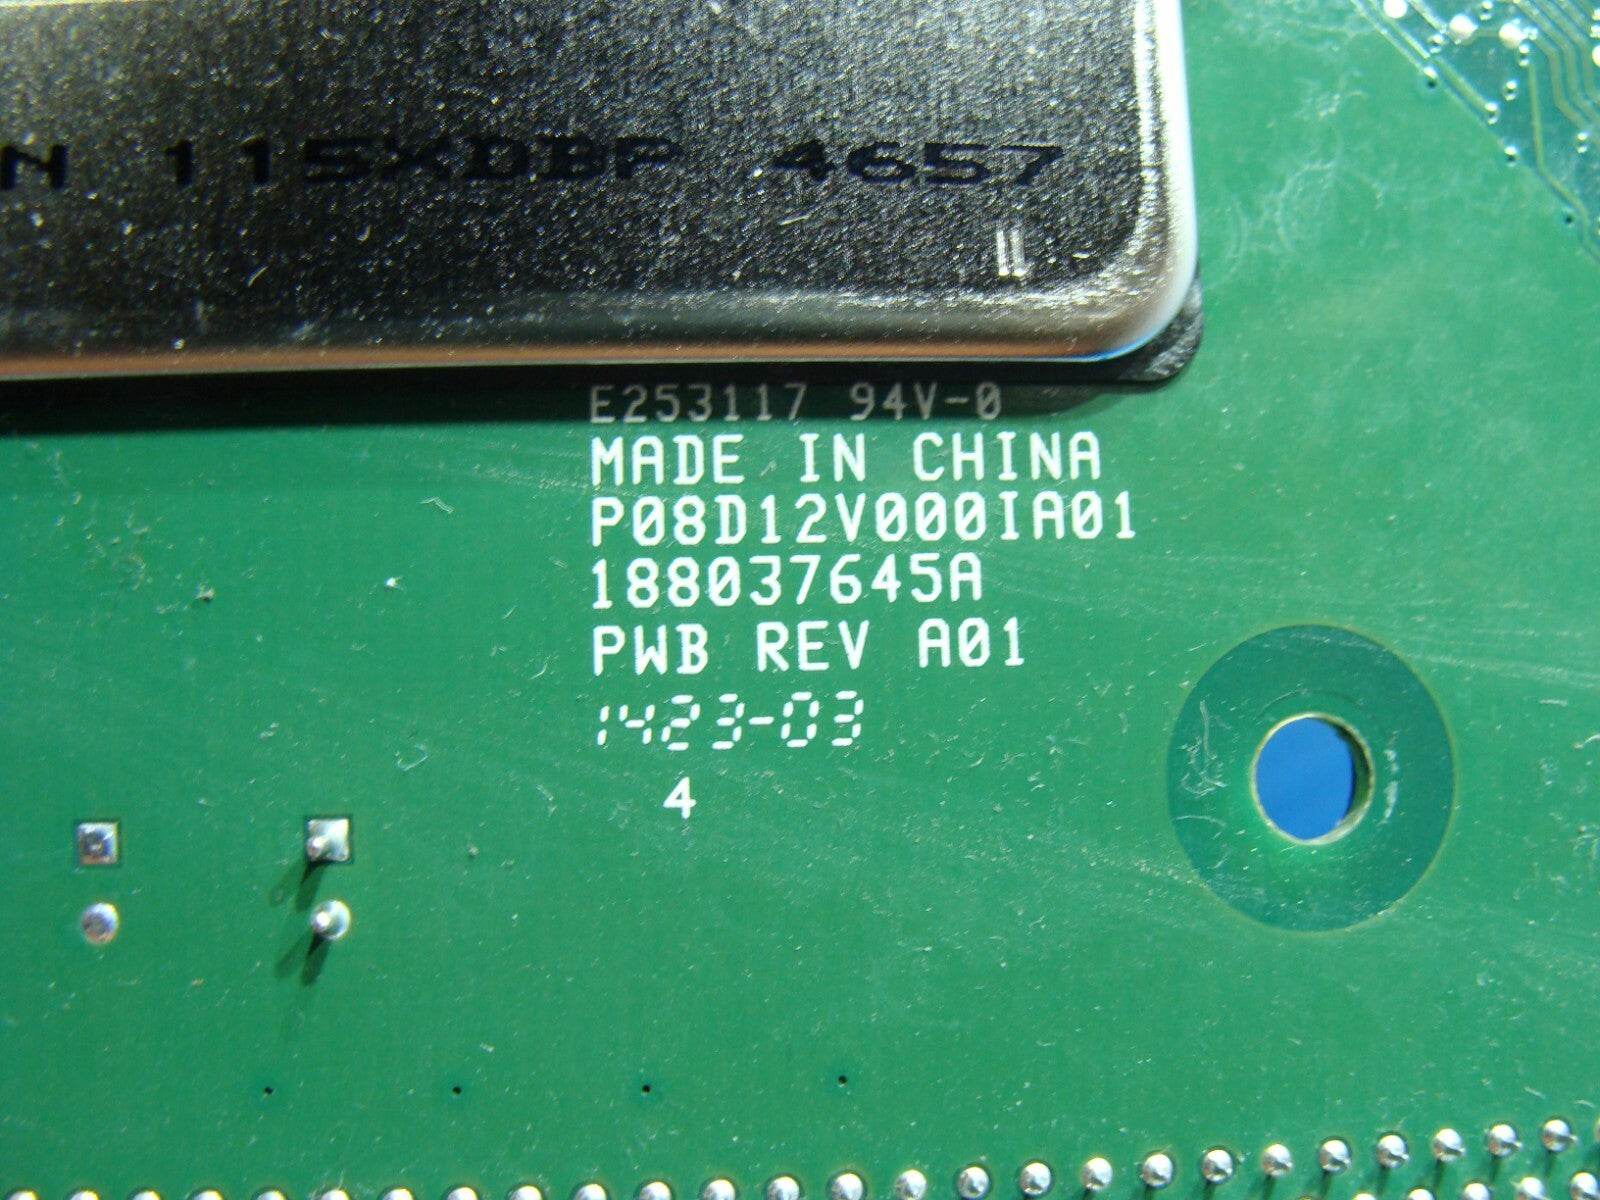 N 115XDBP 4657
E253117 94V-0
MADE IN CHINA
P08D12V000IA01
188037645A
PWB REV A01
1423-03
4